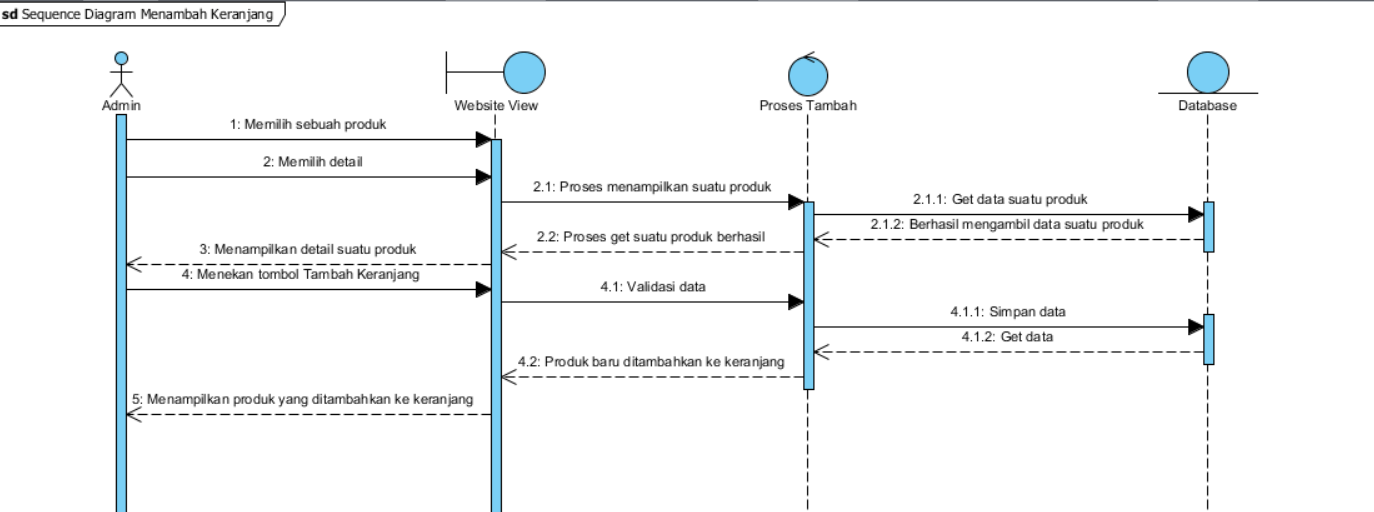 sd Sequence Diagram Menambah Keranjang
Admin
Website View
Proses Tambah
Database
1: Memilih sebuah produk
2: Memilih detail
2.1: Proses menampilkan suatu produk
2.1.1: Get data suatu produk
2.1.2: Berhasil mengambil data suatu produk
2.2: Proses get suatu produk berhasil
3: Menampilkan detail suatu produk
4: Menekan tombol Tambah Keranjang
4.1: Validasi data
4.1.1: Simpan data
4.1.2: Get data
4.2: Produk baru ditambahkan ke keranjang
5: Menampilkan produk yang ditambahkan ke keranjang